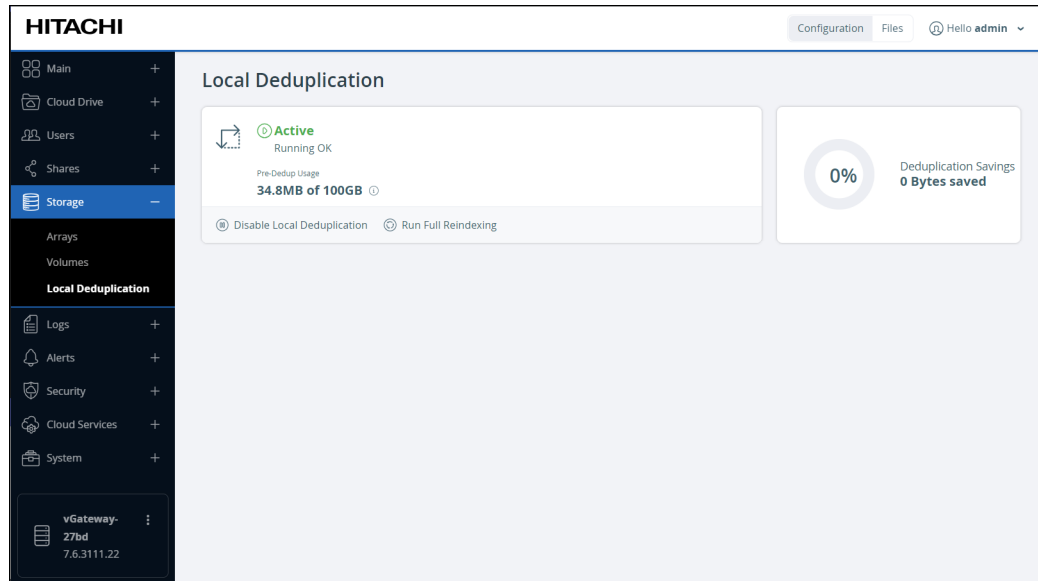 HITACHI
Configuration
Files
Hello admin
Main
Cloud Drive
Users
Shares
Storage
Arrays
Volumes
Local Deduplication
Logs
Alerts
Security
Cloud Services
System
vGateway-
27bd
7.6.3111.22
Local Deduplication
Active
Running OK
Pre-Dedup Usage
34.8MB of 100GB
Disable Local Deduplication
Run Full Reindexing
0%
Deduplication Savings
0 Bytes saved